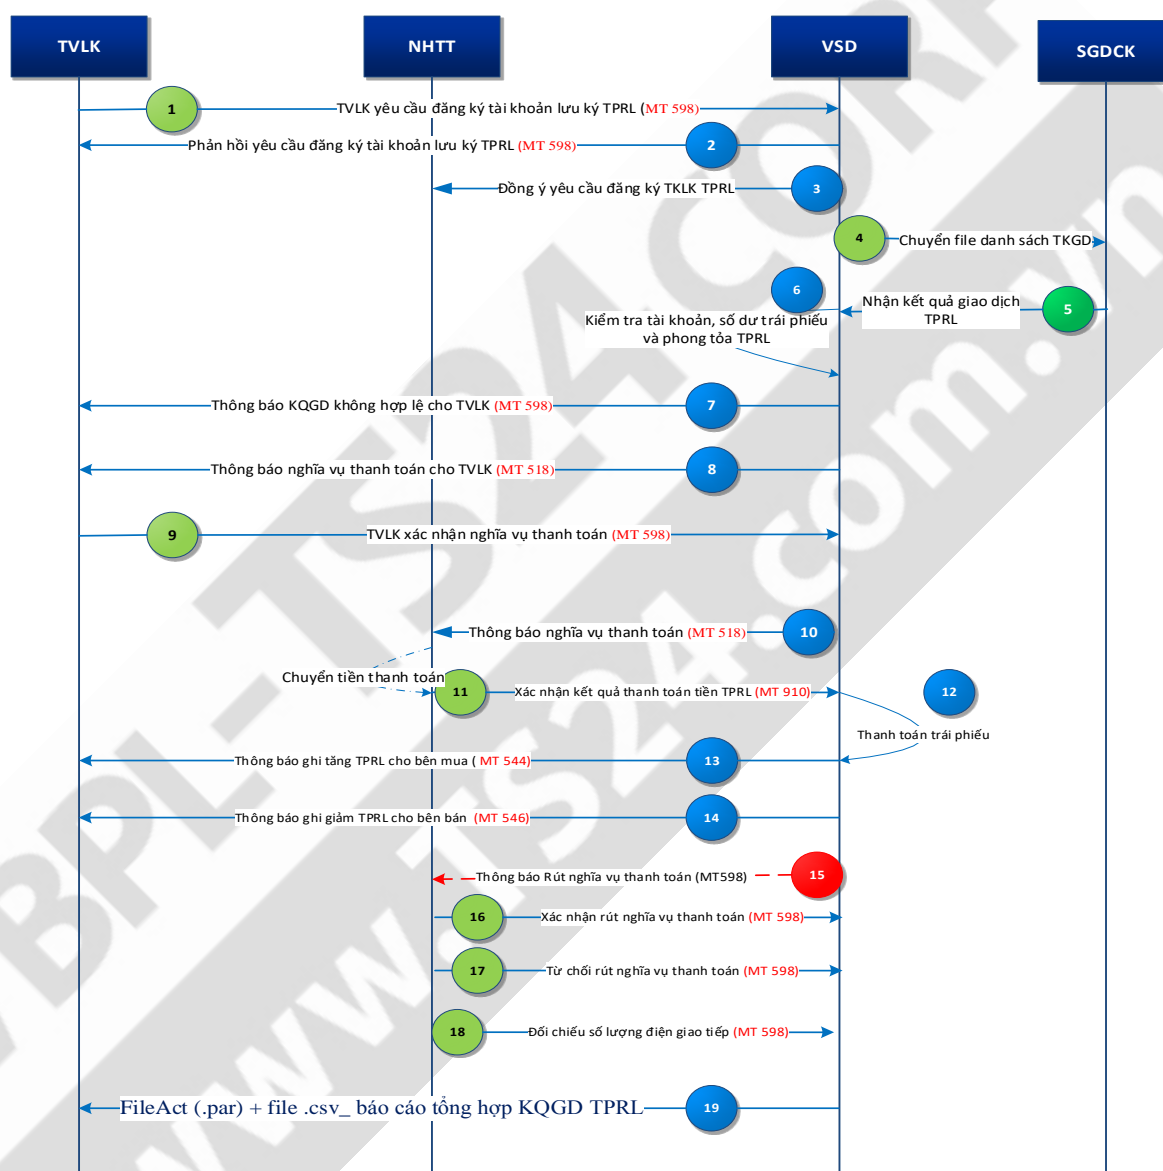 TVLK
NHTT
VSD
SGDCK
1
TVLK yêu cầu đăng ký tài khoản lưu ký TPRL (MT 598)
Phản hồi yêu cầu đăng ký tài khoản lưu ký TPRL (MT 598)
2
Đồng ý yêu cầu đăng ký TKLK TPRL
3
4
Chuyển file danh sách TKGD
6
Nhận kết quả giao dịch
TPRL
5
Kiểm tra tài khoản, số dư trái phiếu
và phong tỏa TPRL
Thông báo KQGD không hợp lệ cho TVLK (MT 598)
7
Thông báo nghĩa vụ thanh toán cho TVLK (MT 518)
8
9
TVLK xác nhận nghĩa vụ thanh toán (MT 598)
Thông báo nghĩa vụ thanh toán (MT 518)
10
Chuyển tiền thanh toán
11
Xác nhận kết quả thanh toán tiền TPRL (MT 910)
12
Thanh toán trái phiếu
Thông báo ghi tăng TPRL cho bên mua ( MT 544)
13
Thông báo ghi giảm TPRL cho bên bán (MT 546)
14
Thông báo Rút nghĩa vụ thanh toán (MT598)
15
16
Xác nhận rút nghĩa vụ thanh toán (MT 598)
17
Từ chối rút nghĩa vụ thanh toán (MT 598)
18
Đối chiếu số lượng điện giao tiếp (MT 598)
FileAct (.par) + file .csv_ báo cáo tổng hợp KQGD TPRL
19
BPL-TS24.CORP
www.TS24.com.vn